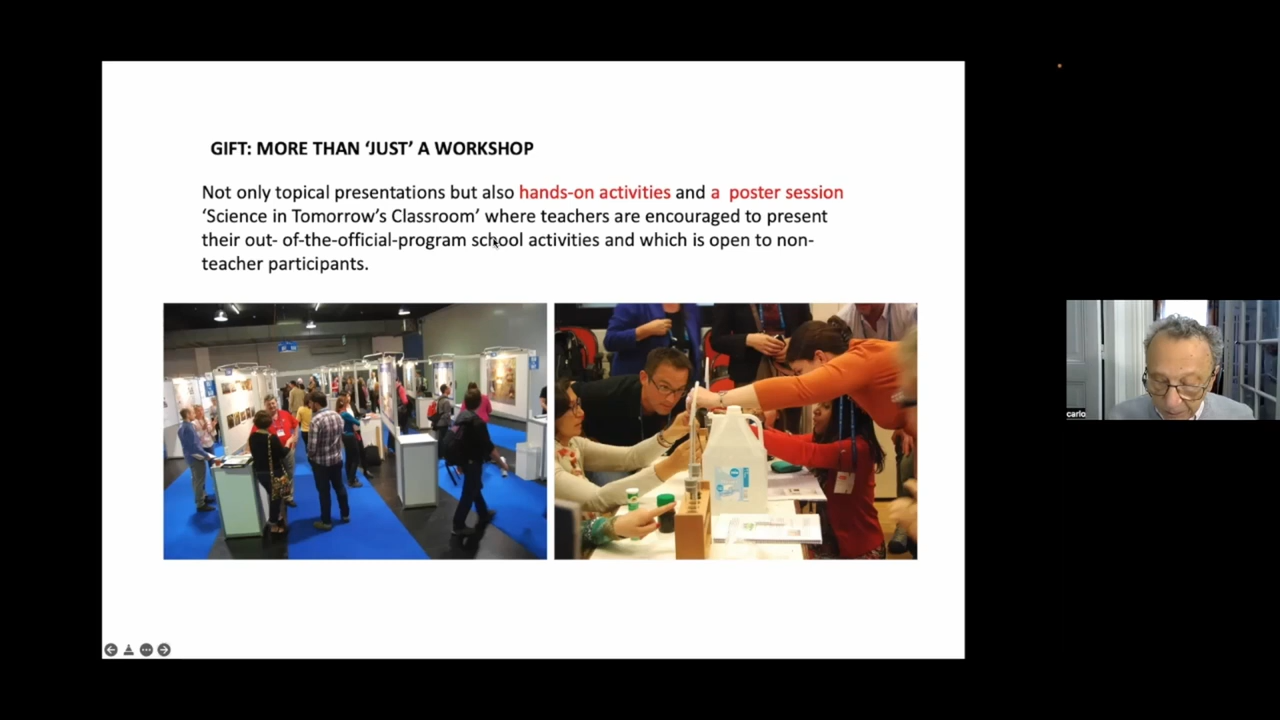 GIFT: MORE THAN ‘JUST’ A WORKSHOP
Not only topical presentations but also hands-on activities and a  poster session
‘Science in Tomorrow’s Classroom’ where teachers are encouraged to present
their out- of-the-official-program school activities and which is open to non-
teacher participants.
carlo